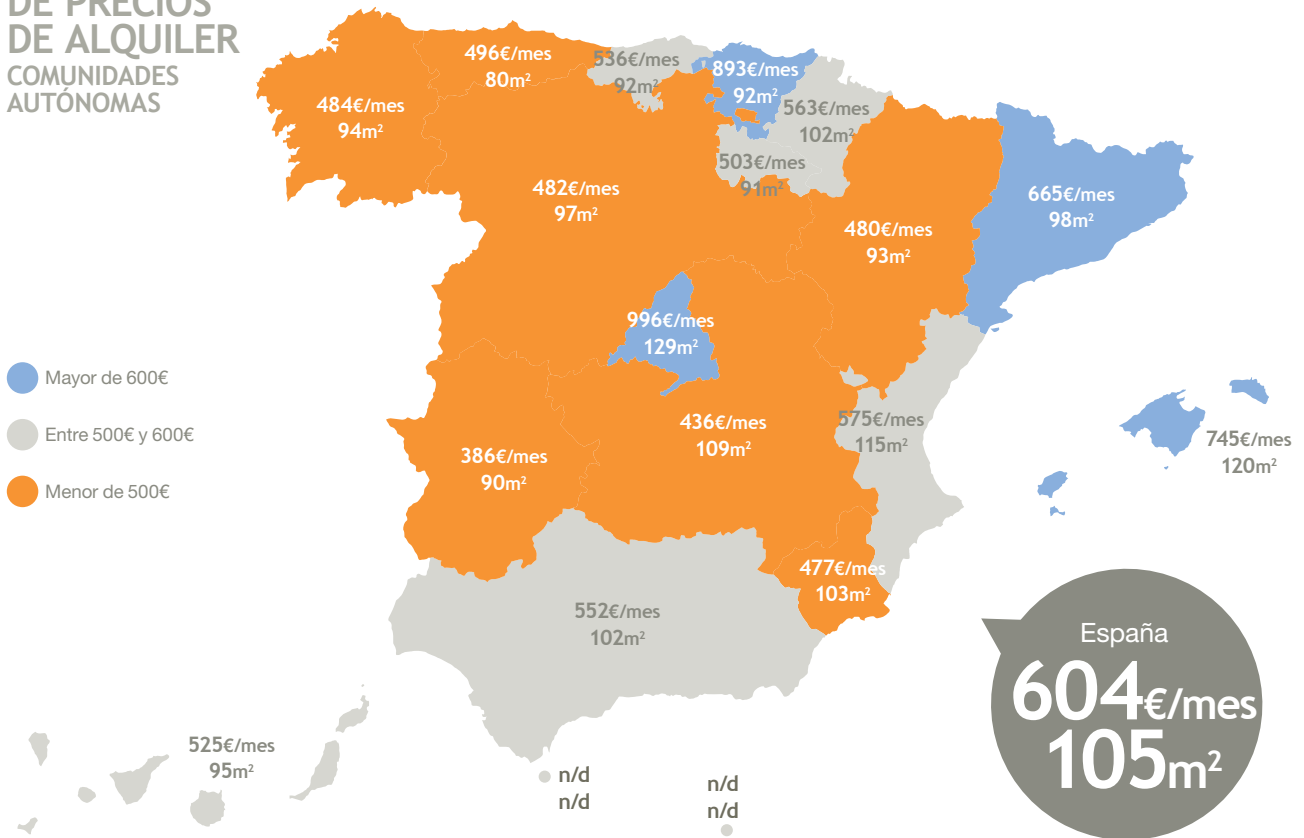 DE PRECIOS
DE ALQUILER
COMUNIDADES
AUTÓNOMAS
496€/mes
80m²
536€/mes
92m²
893€/mes
92m²
484€/mes
94m²
563€/mes
102m²
503€/mes
91m²
482€/mes
97m²
665€/mes
98m²
480€/mes
93m²
996€/mes
129m²
Mayor de 600€
Entre 500€ y 600€
Menor de 500€
436€/mes
109m²
575€/mes
115m²
745€/mes
120m²
386€/mes
90m²
477€/mes
103m²
552€/mes
102m²
España
604€/mes
105m²
525€/mes
95m²
n/d
n/d
n/d
n/d